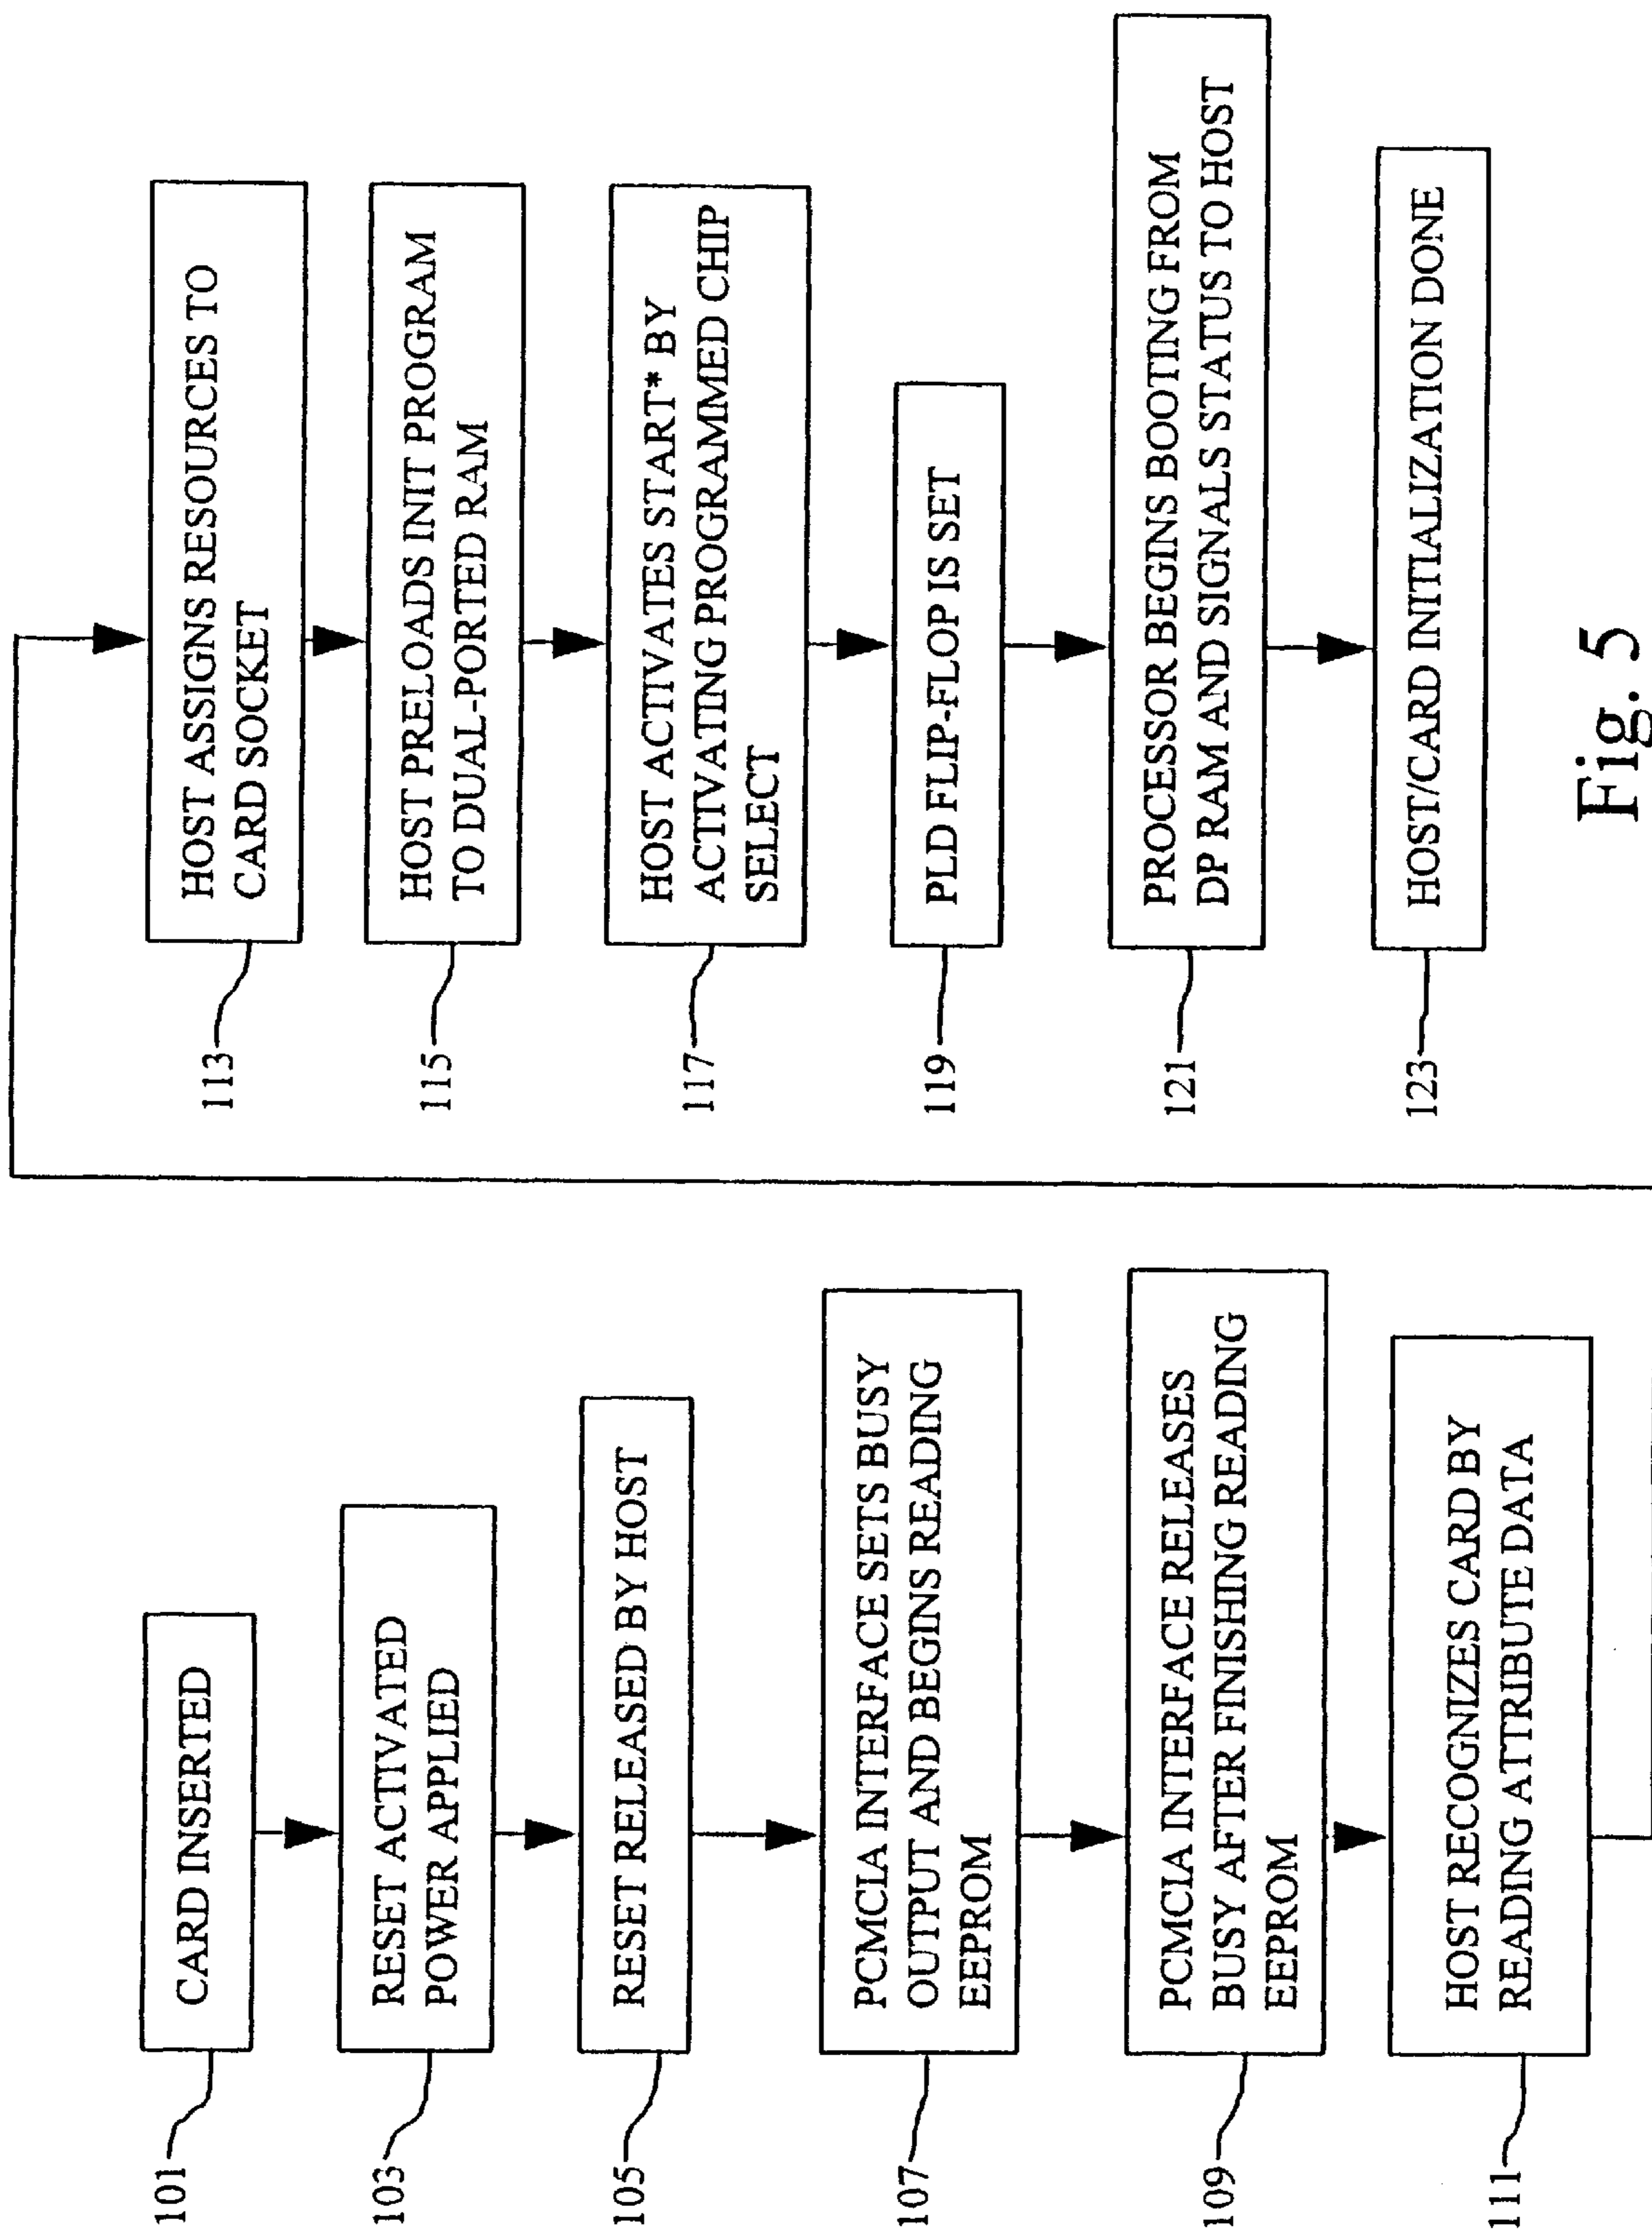 101
CARD INSERTED
103
RESET ACTIVATED
POWER APPLIED
105
RESET RELEASED BY HOST
107
PCMCLA INTERFACE SETS BUSY
OUTPUT AND BEGINS READING
EEPROM
109
PCMCLA INTERFACE RELEASES
BUSY AFTER FINISHING READING
EEPROM
111
HOST RECOGNIZES CARD BY
READING ATTRIBUTE DATA
113
HOST ASSIGNS RESOURCES TO
CARD SOCKET
115
HOST PRELOADS INIT PROGRAM
TO DUAL-PORTED RAM
117
HOST ACTIVATES START* BY
ACTIVATING PROGRAMMED CHIP
SELECT
119
PLD FLIP-FLOP IS SET
121
PROCESSOR BEGINS BOOTING FROM
DP RAM AND SIGNALS STATUS TO HOST
123
HOST/CARD INITIALIZATION DONE
Fig. 5